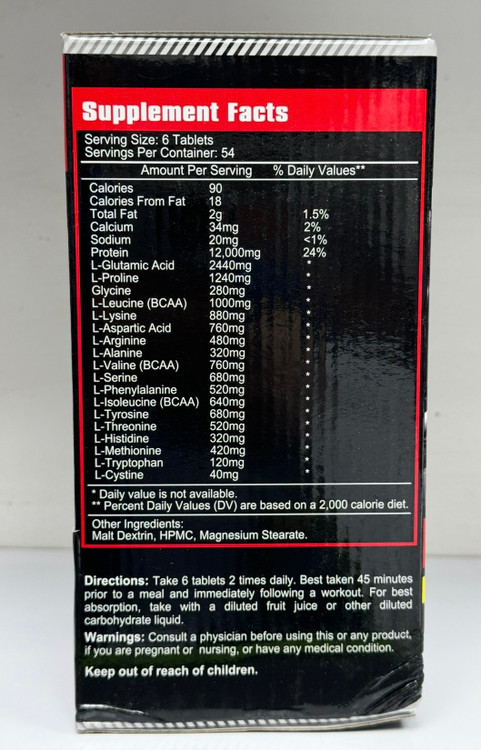 Supplement Facts
Serving Size: 6 Tablets
Servings Per Container: 54
Amount Per Serving % Daily Values**
Calories 90
Calories From Fat 18
Total Fat 2g 1.5%
Calcium 34mg 2%
Sodium 20mg <1%
Protein 12,000mg 24%
L-Glutamic Acid 2440mg *
L-Proline 1240mg *
Glycine 280mg *
L-Leucine (BCAA) 1000mg *
L-Lysine 880mg *
L-Aspartic Acid 760mg *
L-Arginine 480mg *
L-Alanine 320mg *
L-Valine (BCAA) 760mg *
L-Serine 680mg *
L-Phenylalanine 520mg *
L-Isoleucine (BCAA) 640mg *
L-Tyrosine 680mg *
L-Threonine 520mg *
L-Histidine 320mg *
L-Methionine 420mg *
L-Tryptophan 120mg *
L-Cystine 40mg *
* Daily value is not available.
** Percent Daily Values (DV) are based on a 2,000 calorie diet.
Other Ingredients:
Malt Dextrin, HPMC, Magnesium Stearate.
Directions: Take 6 tablets 2 times daily. Best taken 45 minutes
prior to a meal and immediately following a workout. For best
absorption, take with a diluted fruit juice or other diluted
carbohydrate liquid.
Warnings: Consult a physician before using this or any product,
if you are pregnant or nursing, or have any medical condition.
Keep out of reach of children.